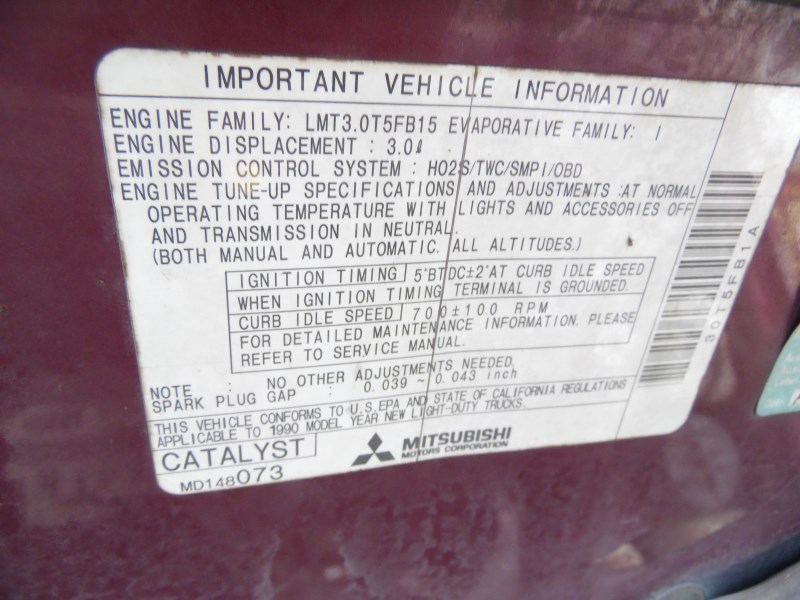 IMPORTANT VEHICLE INFORMATION
ENGINE FAMILY: LMT3.0T5FB15 EVAPORATIVE FAMILY: I
ENGINE DISPLACEMENT : 3.0ℓ
EMISSION CONTROL SYSTEM : HO2S/TWC/SMPI/OBD
ENGINE TUNE-UP SPECIFICATIONS AND ADJUSTMENTS :AT NORMAL
OPERATING TEMPERATURE WITH LIGHTS AND ACCESSORIES OFF
AND TRANSMISSION IN NEUTRAL.
(BOTH MANUAL AND AUTOMATIC. ALL ALTITUDES.)
IGNITION TIMING 5°BTDC±2°AT CURB IDLE SPEED
WHEN IGNITION TIMING TERMINAL IS GROUNDED.
CURB IDLE SPEED 700±100 RPM
FOR DETAILED MAINTENANCE INFORMATION. PLEASE
REFER TO SERVICE MANUAL.
NOTE : NO OTHER ADJUSTMENTS NEEDED.
SPARK PLUG GAP : 0.039 ~ 0.043 inch
THIS VEHICLE CONFORMS TO U.S.EPA AND STATE OF CALIFORNIA REGULATIONS
APPLICABLE TO 1990 MODEL YEAR NEW LIGHT-DUTY TRUCKS.
CATALYST
MITSUBISHI
MOTORS CORPORATION
MD148073
30T5FB1A